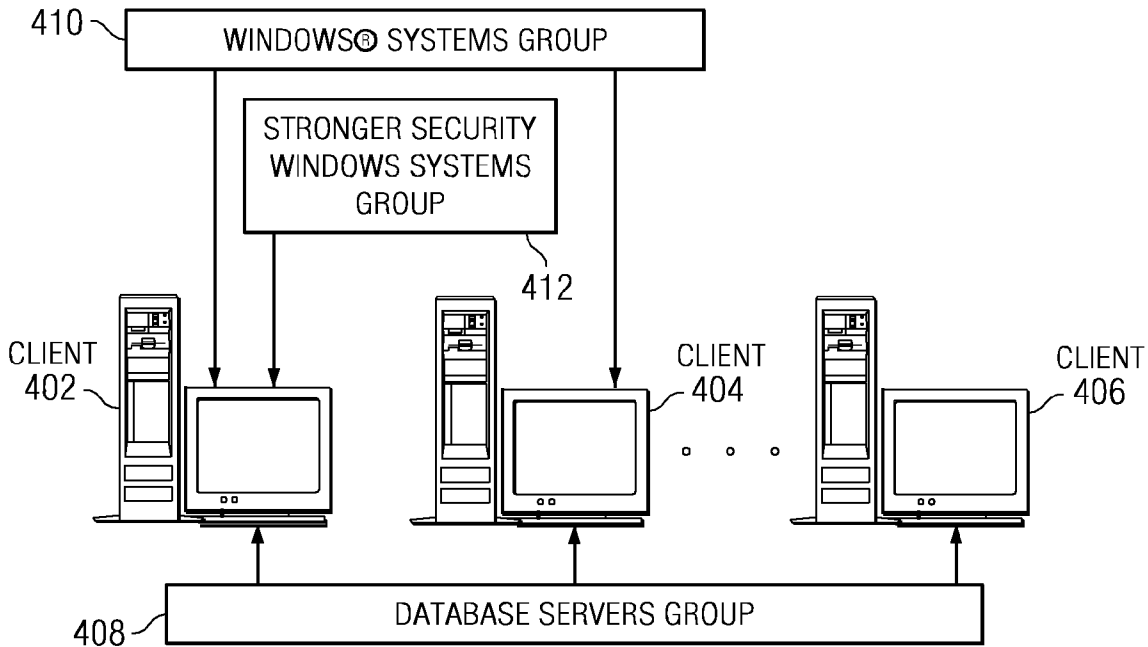 410
WINDOWS® SYSTEMS GROUP
STRONGER SECURITY
WINDOWS SYSTEMS
GROUP
412
CLIENT
402
CLIENT
404
CLIENT
406
408
DATABASE SERVERS GROUP